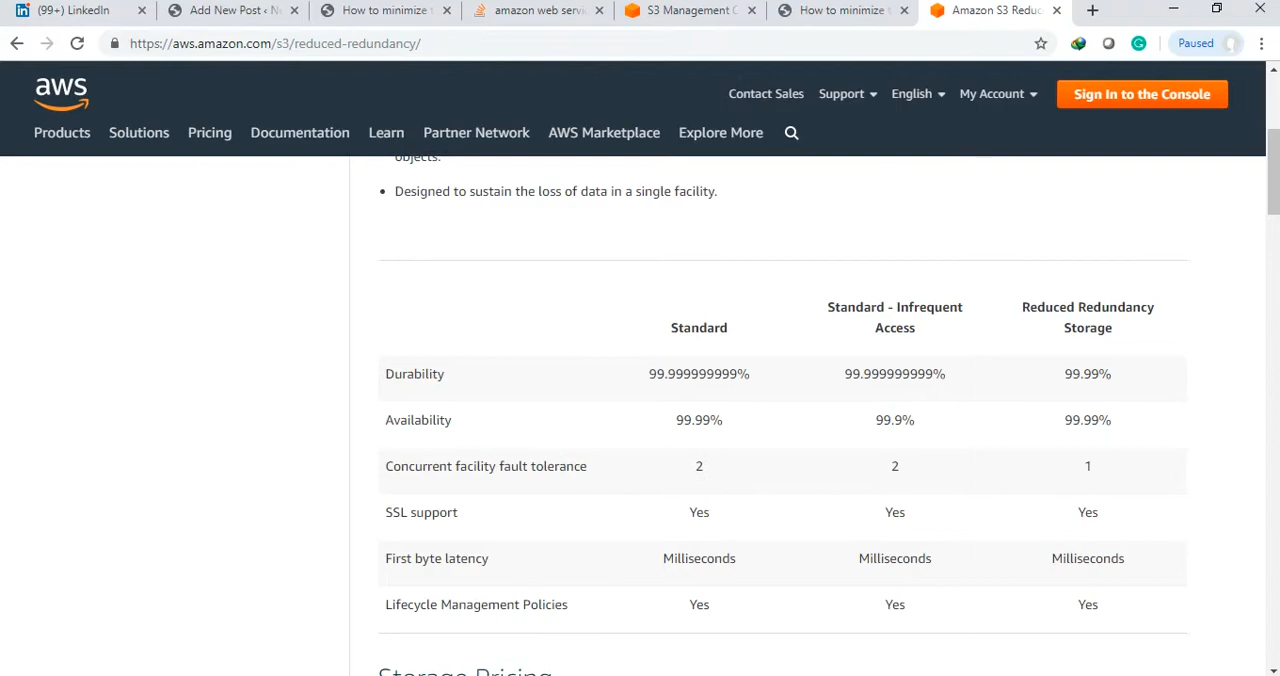 (99+) LinkedIn
Add New Post ‹ N
How to minimize
amazon web servi
S3 Management C
How to minimize
Amazon S3 Reduc
https://aws.amazon.com/s3/reduced-redundancy/
Paused
aws
Contact Sales Support English My Account Sign In to the Console
Products Solutions Pricing Documentation Learn Partner Network AWS Marketplace Explore More
objects.
• Designed to sustain the loss of data in a single facility.
Standard - Infrequent Reduced Redundancy
Standard Access Storage
Durability 99.999999999% 99.999999999% 99.99%
Availability 99.99% 99.9% 99.99%
Concurrent facility fault tolerance 2 2 1
SSL support Yes Yes Yes
First byte latency Milliseconds Milliseconds Milliseconds
Lifecycle Management Policies Yes Yes Yes
Storage Pricing